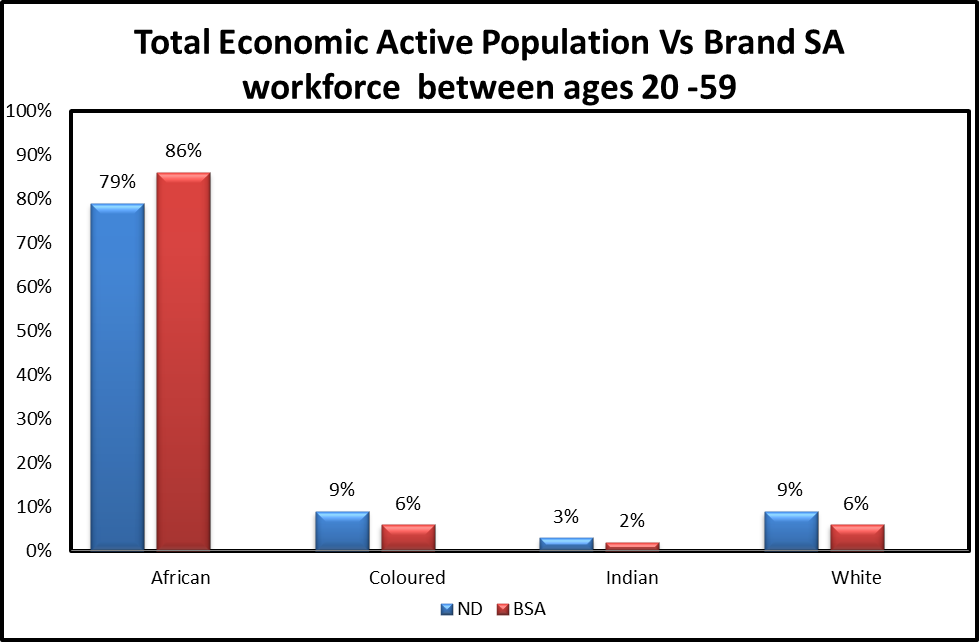 Total Economic Active Population Vs Brand SA
workforce between ages 20 -59
100%
90%
80%
70%
60%
50%
40%
30%
20%
10%
0%
79%
86%
9%
6%
3%
2%
9%
6%
African
Coloured
Indian
White
ND
BSA